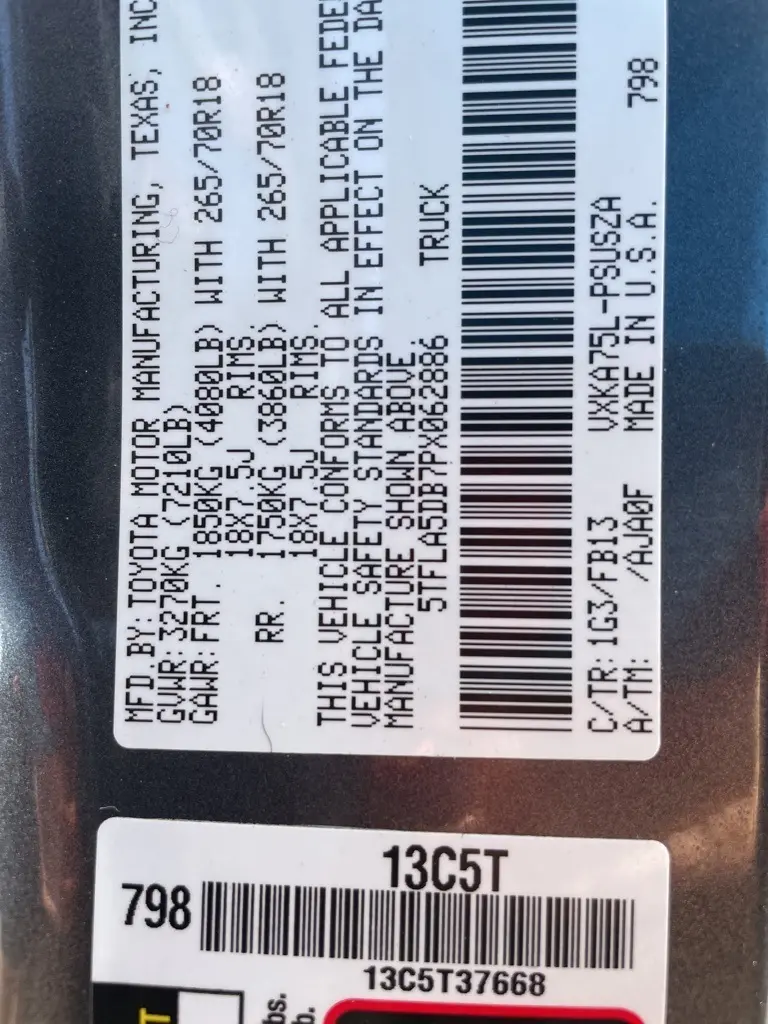 MFD.BY: TOYOTA MOTOR MANUFACTURING, TEXAS, INC
GVWR: 3270KG (7210LB)
GAWR: FRT. 1850KG (4080LB) WITH 265/70R18
18X7.5J RIMS.
RR. 1750KG (3860LB) WITH 265/70R18
18X7.5J RIMS.
THIS VEHICLE CONFORMS TO ALL APPLICABLE FEDE
VEHICLE SAFETY STANDARDS IN EFFECT ON THE DA
MANUFACTURE SHOWN ABOVE.
5TFLA5DB7PX062886 TRUCK
C/TR: 1G3/FB13 VXKA75L-PSUSZA
A/TM: /AJA0F MADE IN U.S.A. 798
13C5T
798
13C5T37668